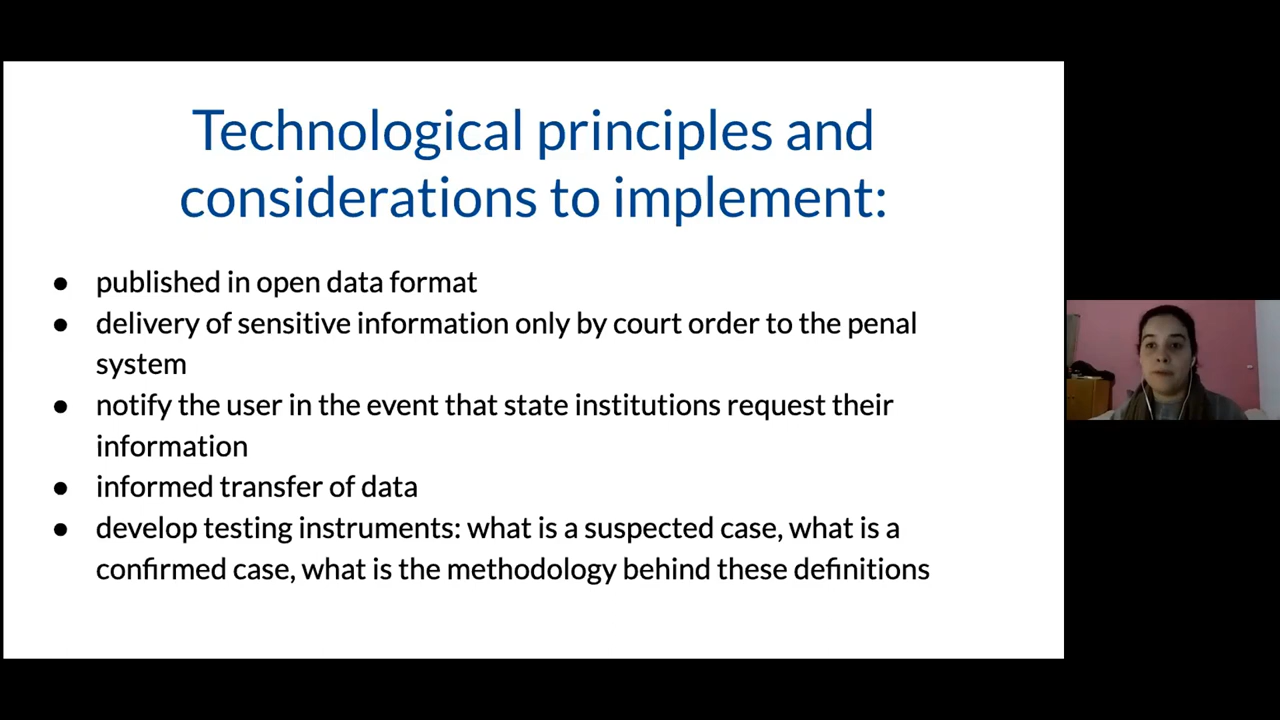 Technological principles and
considerations to implement:
● published in open data format
● delivery of sensitive information only by court order to the penal
system
● notify the user in the event that state institutions request their
information
● informed transfer of data
● develop testing instruments: what is a suspected case, what is a
confirmed case, what is the methodology behind these definitions